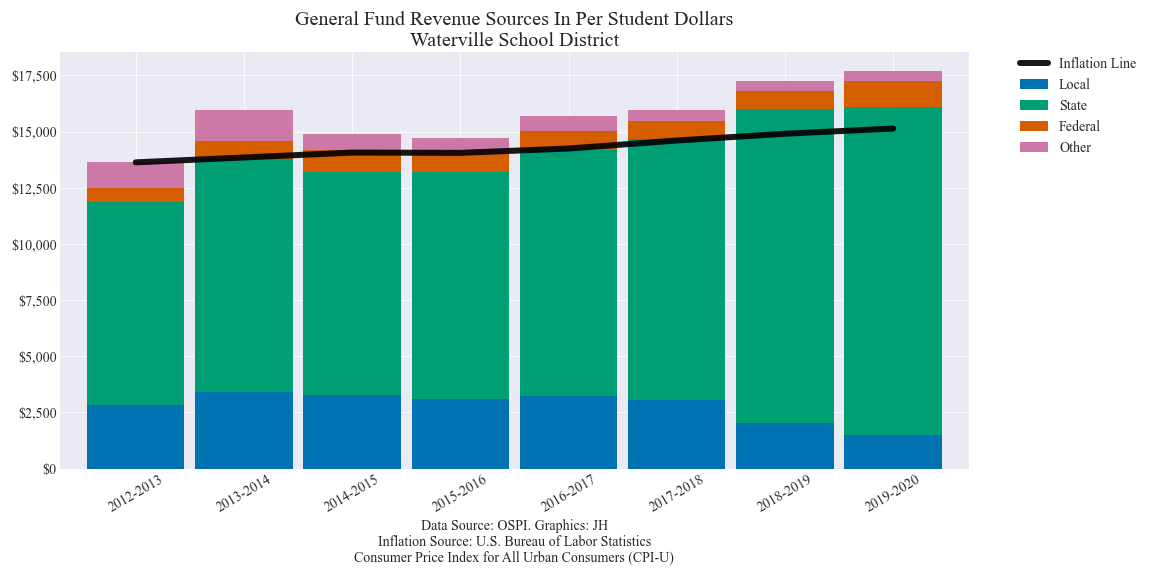 General Fund Revenue Sources In Per Student Dollars
Waterville School District
$17,500
$15,000
$12,500
$10,000
$7,500
$5,000
$2,500
$0
Inflation Line
Local
State
Federal
Other
2012-2013
2013-2014
2014-2015
2015-2016
2016-2017
2017-2018
2018-2019
2019-2020
Data Source: OSPI. Graphics: JH
Inflation Source: U.S. Bureau of Labor Statistics
Consumer Price Index for All Urban Consumers (CPI-U)